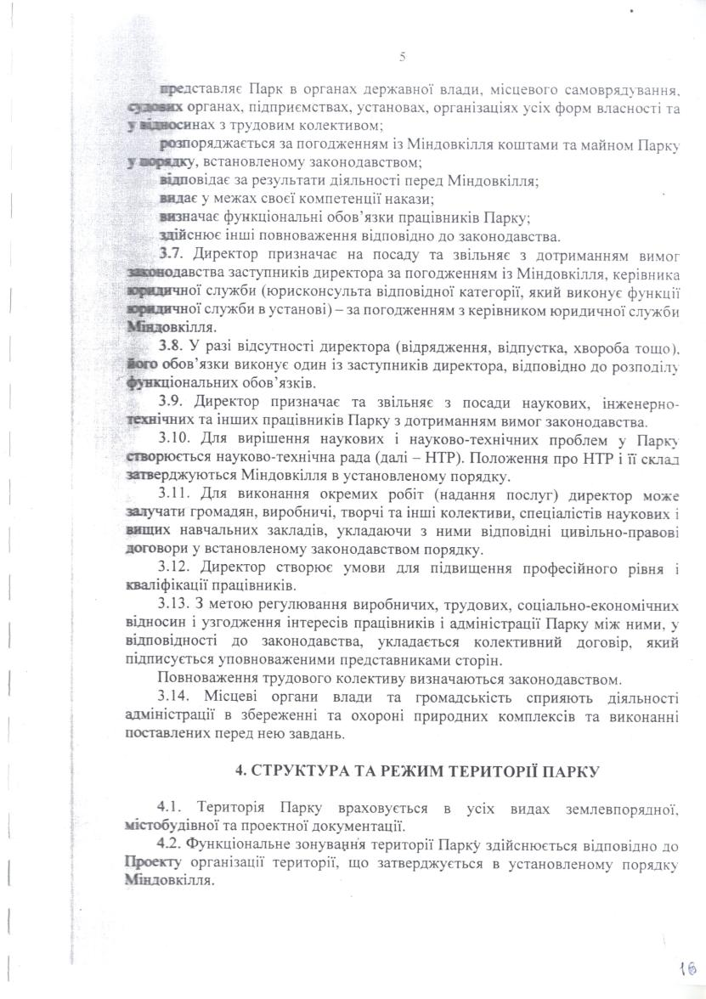 5
представляє Парк в органах державної влади, місцевого самоврядування,
судових органах, підприємствах, установах, організаціях усіх форм власності та
у відносинах з трудовим колективом;
розпоряджається за погодженням із Міндовкілля коштами та майном Парку
у порядку, встановленому законодавством;
відповідає за результати діяльності перед Міндовкілля;
видає у межах своєї компетенції накази;
визначає функціональні обов’язки працівників Парку;
здійснює інші повноваження відповідно до законодавства.
3.7. Директор призначає на посаду та звільняє з дотриманням вимог
законодавства заступників директора за погодженням із Міндовкілля, керівника
юридичної служби (юрисконсульта відповідної категорії, який виконує функції
юридичної служби в установі) – за погодженням з керівником юридичної служби
Міндовкілля.
3.8. У разі відсутності директора (відрядження, відпустка, хвороба тощо),
його обов’язки виконує один із заступників директора, відповідно до розподілу
функціональних обов’язків.
3.9. Директор призначає та звільняє з посади наукових, інженерно-
технічних та інших працівників Парку з дотриманням вимог законодавства.
3.10. Для вирішення наукових і науково-технічних проблем у Парку
створюється науково-технічна рада (далі – НТР). Положення про НТР і її склад
затверджуються Міндовкілля в установленому порядку.
3.11. Для виконання окремих робіт (надання послуг) директор може
залучати громадян, виробничі, творчі та інші колективи, спеціалістів наукових і
вищих навчальних закладів, укладаючи з ними відповідні цивільно-правові
договори у встановленому законодавством порядку.
3.12. Директор створює умови для підвищення професійного рівня і
кваліфікації працівників.
3.13. З метою регулювання виробничих, трудових, соціально-економічних
відносин і узгодження інтересів працівників і адміністрації Парку між ними, у
відповідності до законодавства, укладається колективний договір, який
підписується уповноваженими представниками сторін.
Повноваження трудового колективу визначаються законодавством.
3.14. Місцеві органи влади та громадськість сприяють діяльності
адміністрації в збереженні та охороні природних комплексів та виконанні
поставлених перед нею завдань.
4. СТРУКТУРА ТА РЕЖИМ ТЕРИТОРІЇ ПАРКУ
4.1. Територія Парку враховується в усіх видах землевпорядної,
містобудівної та проектної документації.
4.2. Функціональне зонування території Парку здійснюється відповідно до
Проекту організації території, що затверджується в установленому порядку
Міндовкілля.